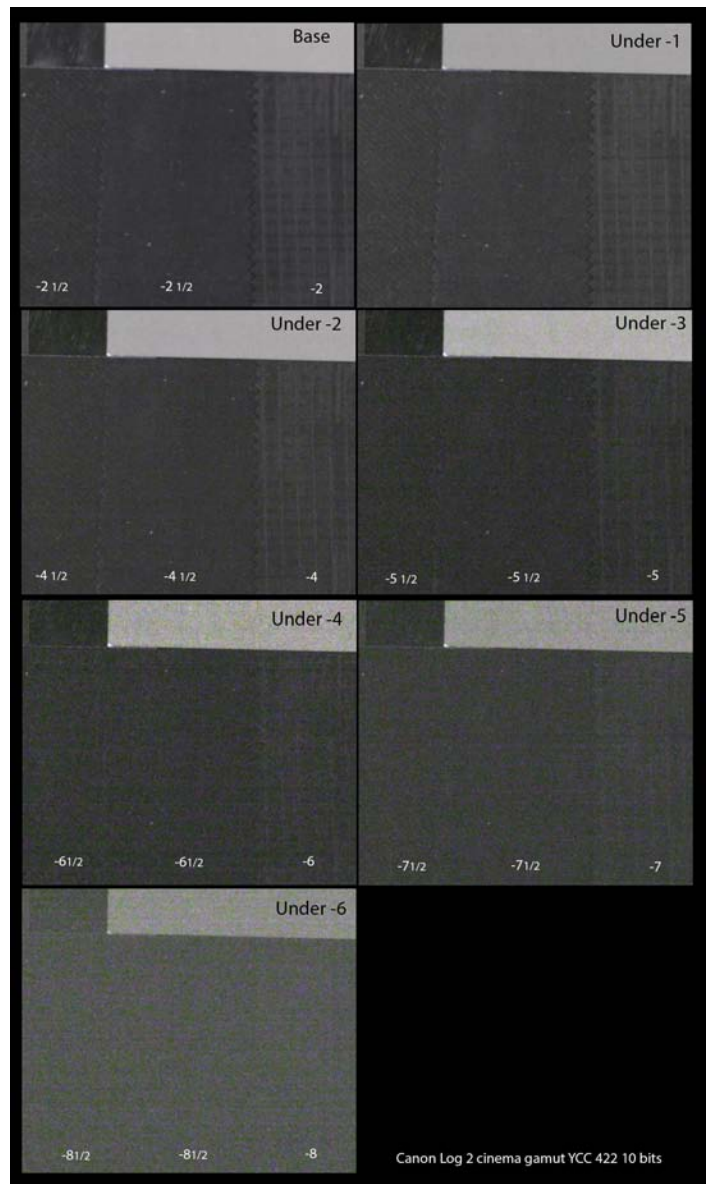 Base
Under -1
-2 1/2 -2 1/2 -2
Under -2
Under -3
-4 1/2 -4 1/2 -4
-5 1/2 -5 1/2 -5
Under -4
Under -5
-61/2 -61/2 -6
-71/2 -71/2 -7
Under -6
-81/2 -81/2 -8
Canon Log 2 cinema gamut YCC 422 10 bits